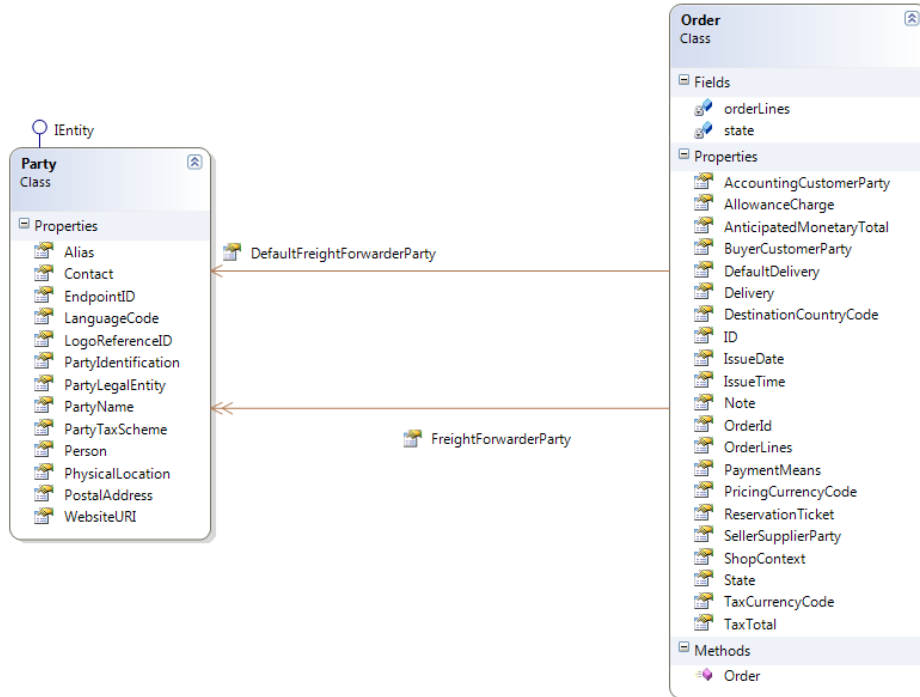 IEntity
Party
Class
Properties
Alias
Contact
EndpointID
LanguageCode
LogoReferenceID
PartyIdentification
PartyLegalEntity
PartyName
PartyTaxScheme
Person
PhysicalLocation
PostalAddress
WebsiteURI
DefaultFreightForwarderParty
FreightForwarderParty
Order
Class
Fields
orderLines
state
Properties
AccountingCustomerParty
AllowanceCharge
AnticipatedMonetaryTotal
BuyerCustomerParty
DefaultDelivery
Delivery
DestinationCountryCode
ID
IssueDate
IssueTime
Note
OrderId
OrderLines
PaymentMeans
PricingCurrencyCode
ReservationTicket
SellerSupplierParty
ShopContext
State
TaxCurrencyCode
TaxTotal
Methods
Order